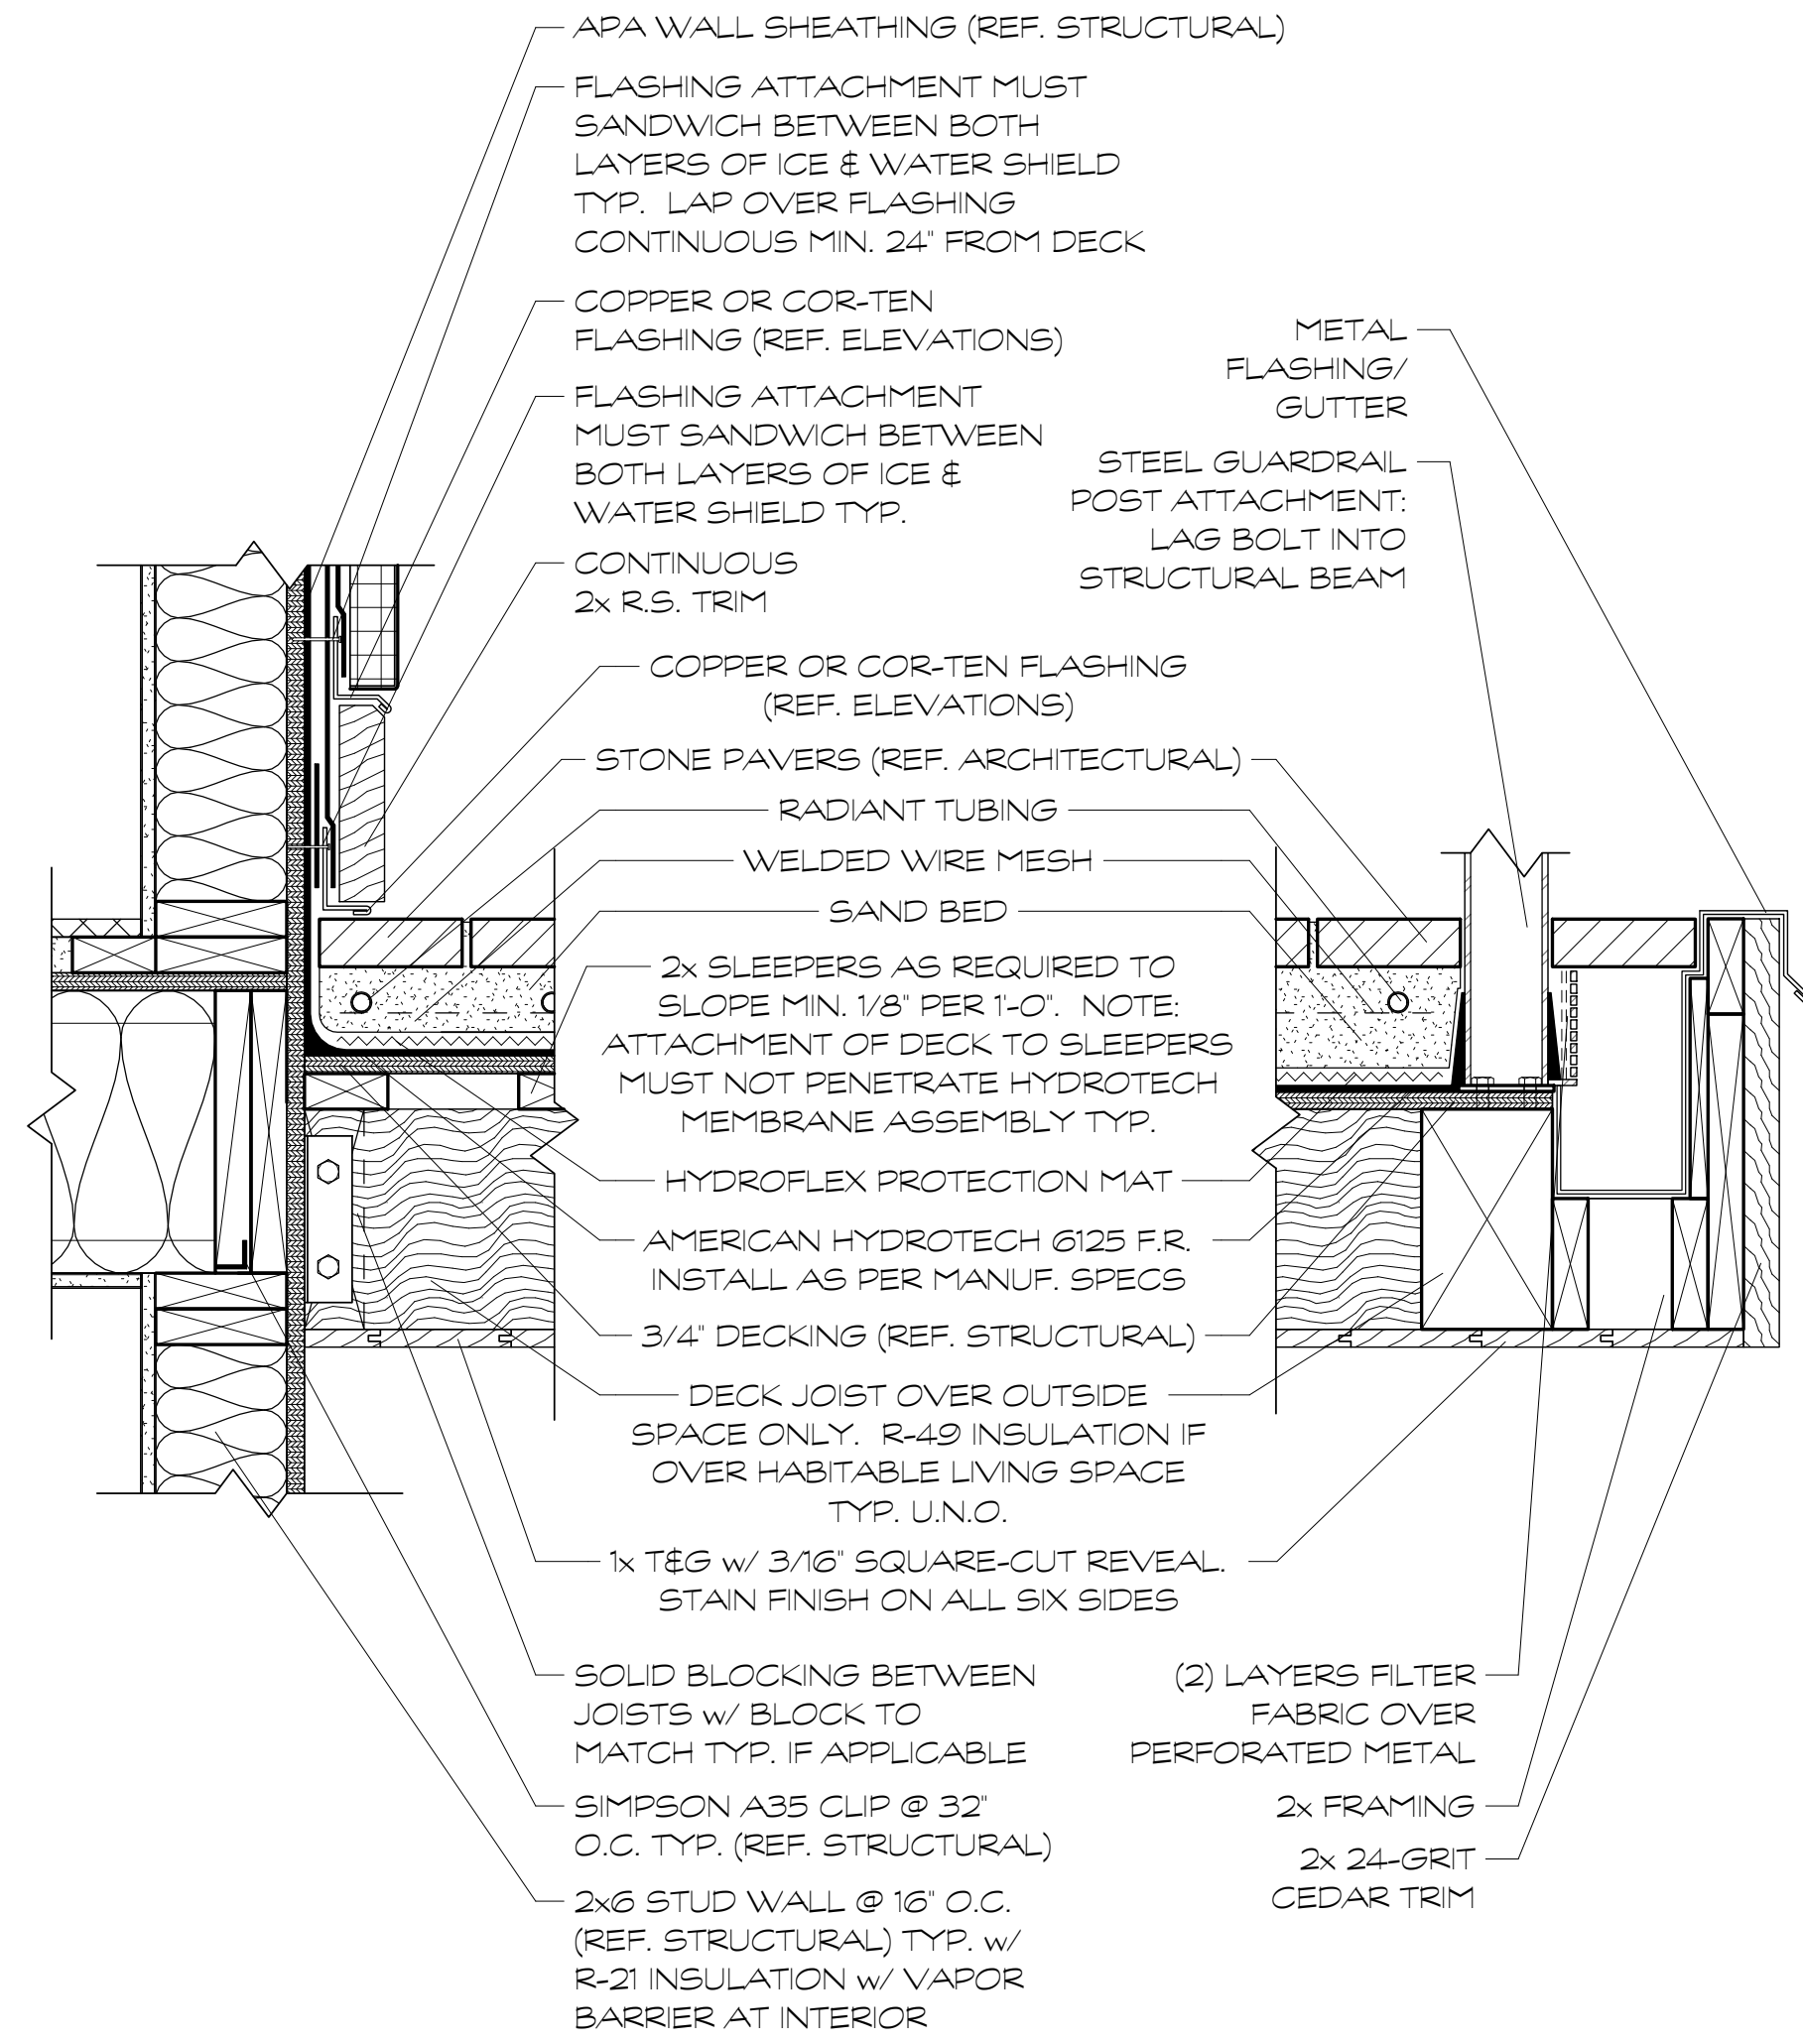 APA WALL SHEATHING (REF. STRUCTURAL)
FLASHING ATTACHMENT MUST
SANDWICH BETWEEN BOTH
LAYERS OF ICE & WATER SHIELD
TYP. LAP OVER FLASHING
CONTINUOUS MIN. 24" FROM DECK
COPPER OR COR-TEN
FLASHING (REF. ELEVATIONS)
METAL
FLASHING/
GUTTER
FLASHING ATTACHMENT
MUST SANDWICH BETWEEN
BOTH LAYERS OF ICE &
WATER SHIELD TYP.
STEEL GUARDRAIL
POST ATTACHMENT:
LAG BOLT INTO
STRUCTURAL BEAM
CONTINUOUS
2x R.S. TRIM
COPPER OR COR-TEN FLASHING
(REF. ELEVATIONS)
STONE PAVERS (REF. ARCHITECTURAL)
RADIANT TUBING
WELDED WIRE MESH
SAND BED
2x SLEEPERS AS REQUIRED TO
SLOPE MIN. 1/8" PER 1'-0". NOTE:
ATTACHMENT OF DECK TO SLEEPERS
MUST NOT PENETRATE HYDROTECH
MEMBRANE ASSEMBLY TYP.
HYDROFLEX PROTECTION MAT
AMERICAN HYDROTECH 6125 F.R.
INSTALL AS PER MANUF. SPECS
3/4" DECKING (REF. STRUCTURAL)
DECK JOIST OVER OUTSIDE
SPACE ONLY. R-49 INSULATION IF
OVER HABITABLE LIVING SPACE
TYP. U.N.O.
1x T&G w/ 3/16" SQUARE-CUT REVEAL.
STAIN FINISH ON ALL SIX SIDES
SOLID BLOCKING BETWEEN
JOISTS w/ BLOCK TO
MATCH TYP. IF APPLICABLE
(2) LAYERS FILTER
FABRIC OVER
PERFORATED METAL
SIMPSON A35 CLIP @ 32"
O.C. TYP. (REF. STRUCTURAL)
2x FRAMING
2x 24-GRIT
CEDAR TRIM
2x6 STUD WALL @ 16" O.C.
(REF. STRUCTURAL) TYP. w/
R-21 INSULATION w/ VAPOR
BARRIER AT INTERIOR